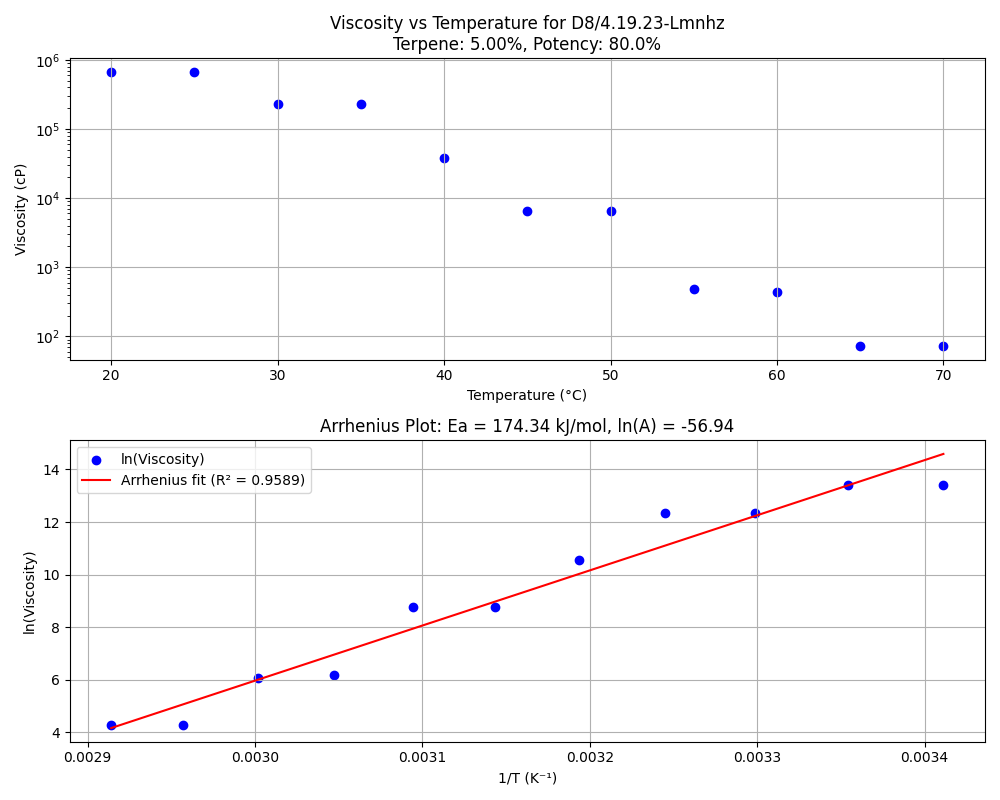 Viscosity vs Temperature for D8/4.19.23-Lmnhz
Terpene: 5.00%, Potency: 80.0%
10⁶
10⁵
10⁴
10³
10²
Viscosity (cP)
20 30 40 50 60 70
Temperature (°C)
Arrhenius Plot: Ea = 174.34 kJ/mol, ln(A) = -56.94
ln(Viscosity)
Arrhenius fit (R² = 0.9589)
14
12
10
8
6
4
ln(Viscosity)
0.0029 0.0030 0.0031 0.0032 0.0033 0.0034
1/T (K⁻¹)